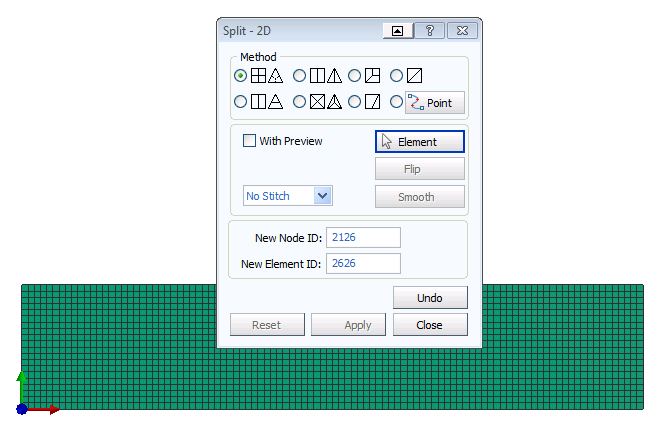 Split - 2D
?
Method
Point
With Preview
Element
Flip
No Stitch
Smooth
New Node ID: 2126
New Element ID: 2626
Undo
Reset
Apply
Close